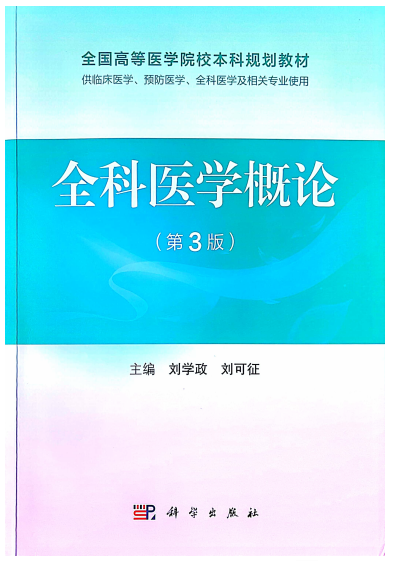 全国高等医学院校本科规划教材
供临床医学、预防医学、全科医学及相关专业使用
全科医学概论
（第3版）
主编 刘学政 刘可征
科学出版社